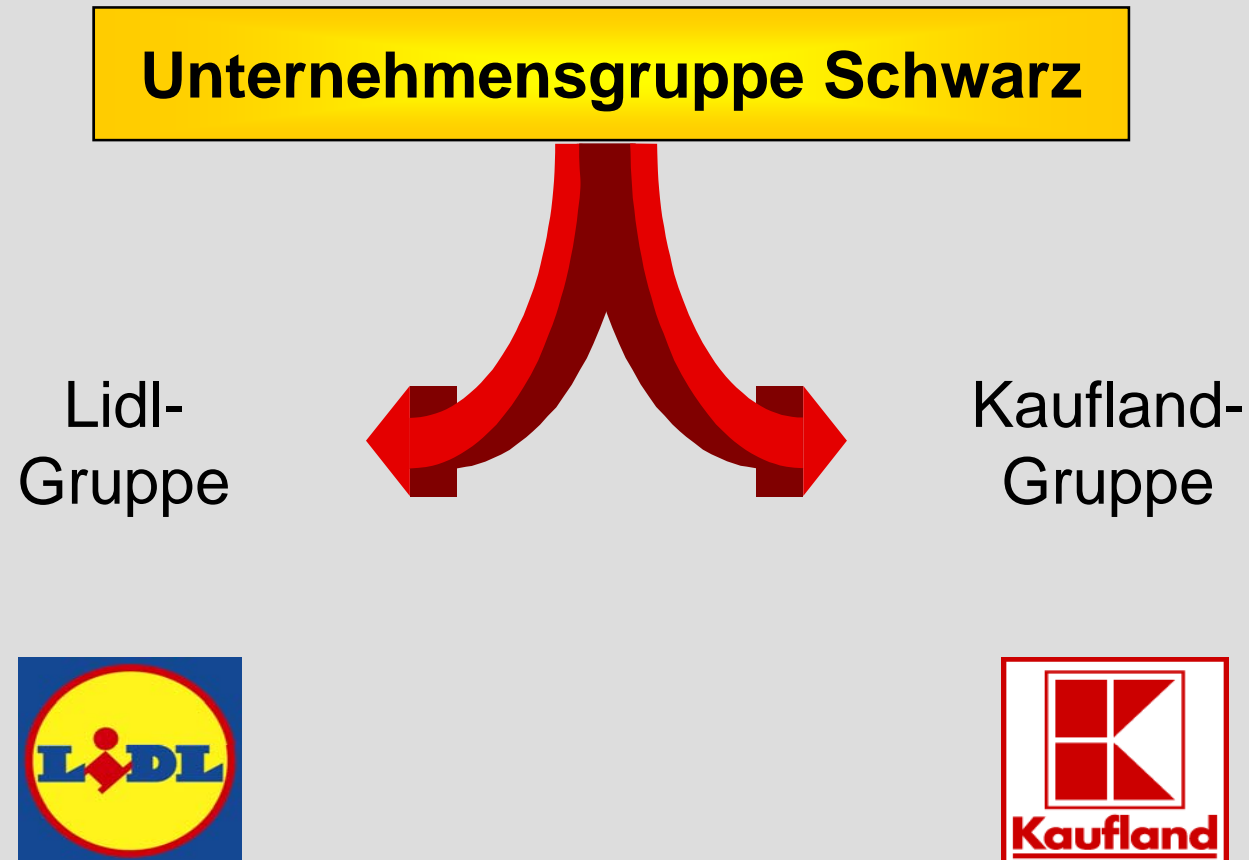 Unternehmensgruppe Schwarz
Lidl-
Gruppe
Kaufland-
Gruppe
LiDL
Kaufland